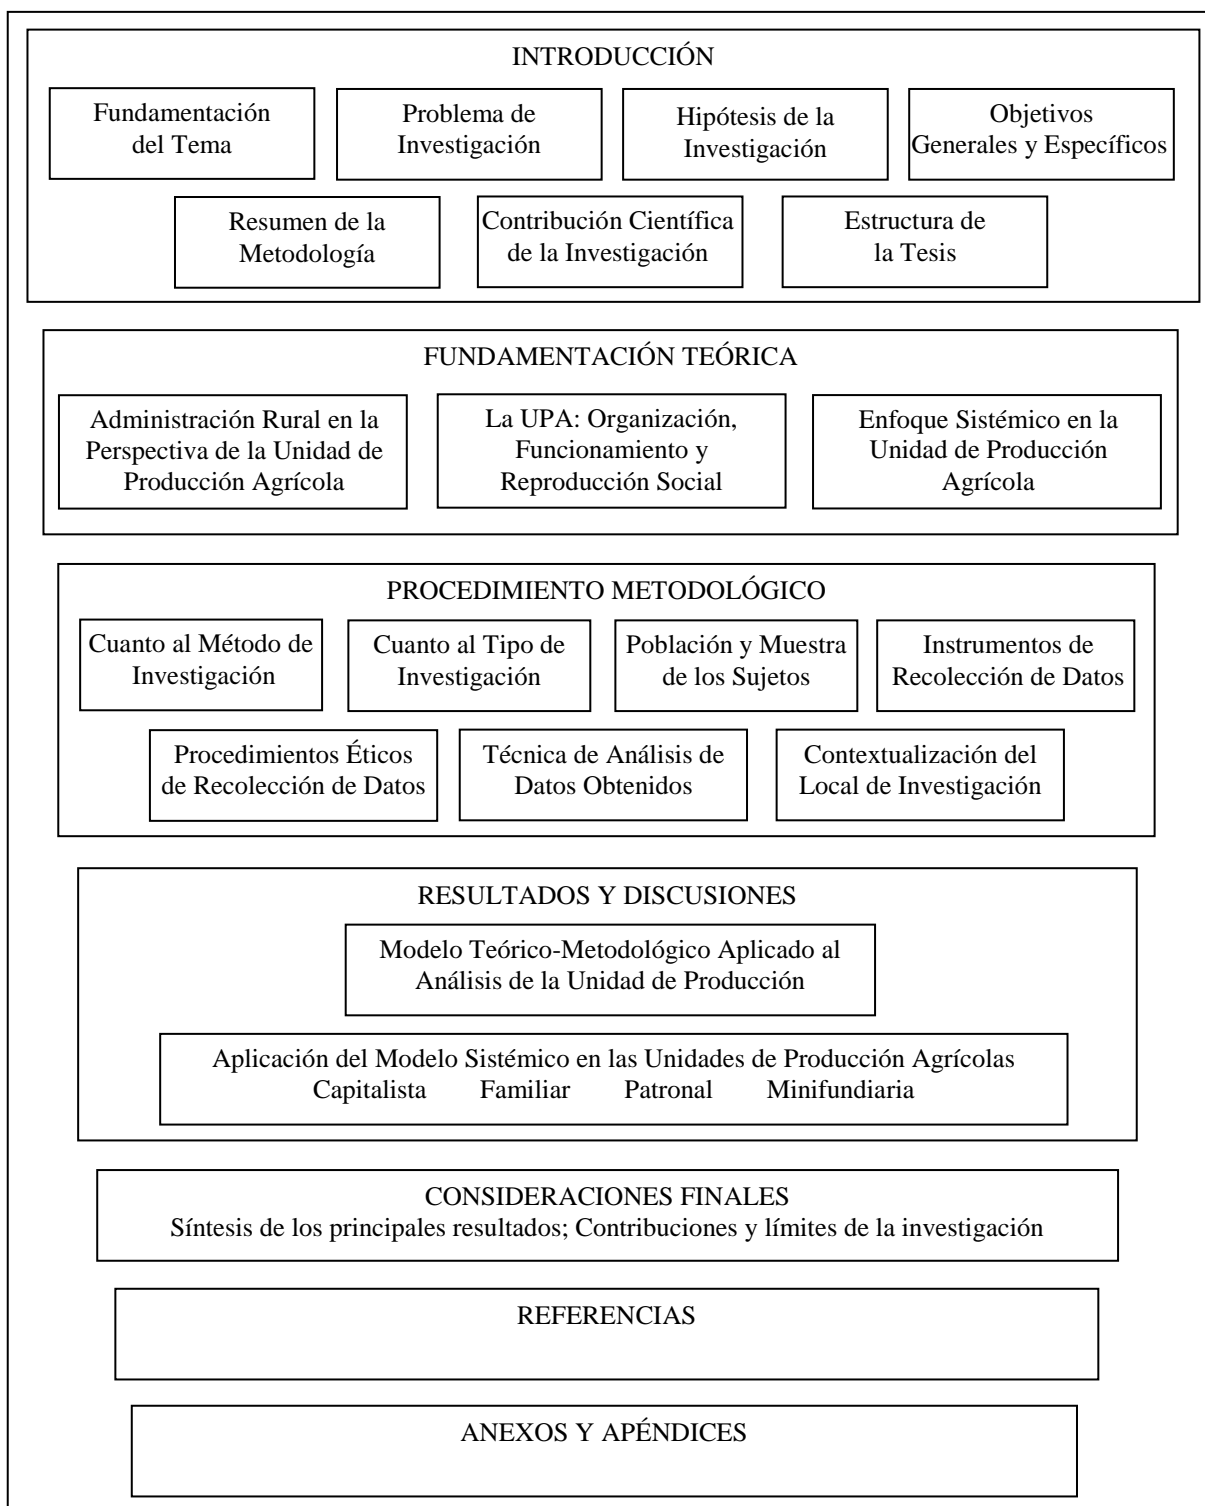 INTRODUCCIÓN
Fundamentación
del Tema
Problema de
Investigación
Hipótesis de la
Investigación
Objetivos
Generales y Específicos
Resumen de la
Metodología
Contribución Científica
de la Investigación
Estructura de
la Tesis
FUNDAMENTACIÓN TEÓRICA
Administración Rural en la
Perspectiva de la Unidad de
Producción Agrícola
La UPA: Organización,
Funcionamiento y
Reproducción Social
Enfoque Sistémico en la
Unidad de Producción
Agrícola
PROCEDIMIENTO METODOLÓGICO
Cuanto al Método de
Investigación
Cuanto al Tipo de
Investigación
Población y Muestra
de los Sujetos
Instrumentos de
Recolección de Datos
Procedimientos Éticos
de Recolección de Datos
Técnica de Análisis de
Datos Obtenidos
Contextualización del
Local de Investigación
RESULTADOS Y DISCUSIONES
Modelo Teórico-Metodológico Aplicado al
Análisis de la Unidad de Producción
Aplicación del Modelo Sistémico en las Unidades de Producción Agrícolas
Capitalista Familiar Patronal Minifundiaria
CONSIDERACIONES FINALES
Síntesis de los principales resultados; Contribuciones y límites de la investigación
REFERENCIAS
ANEXOS Y APÉNDICES